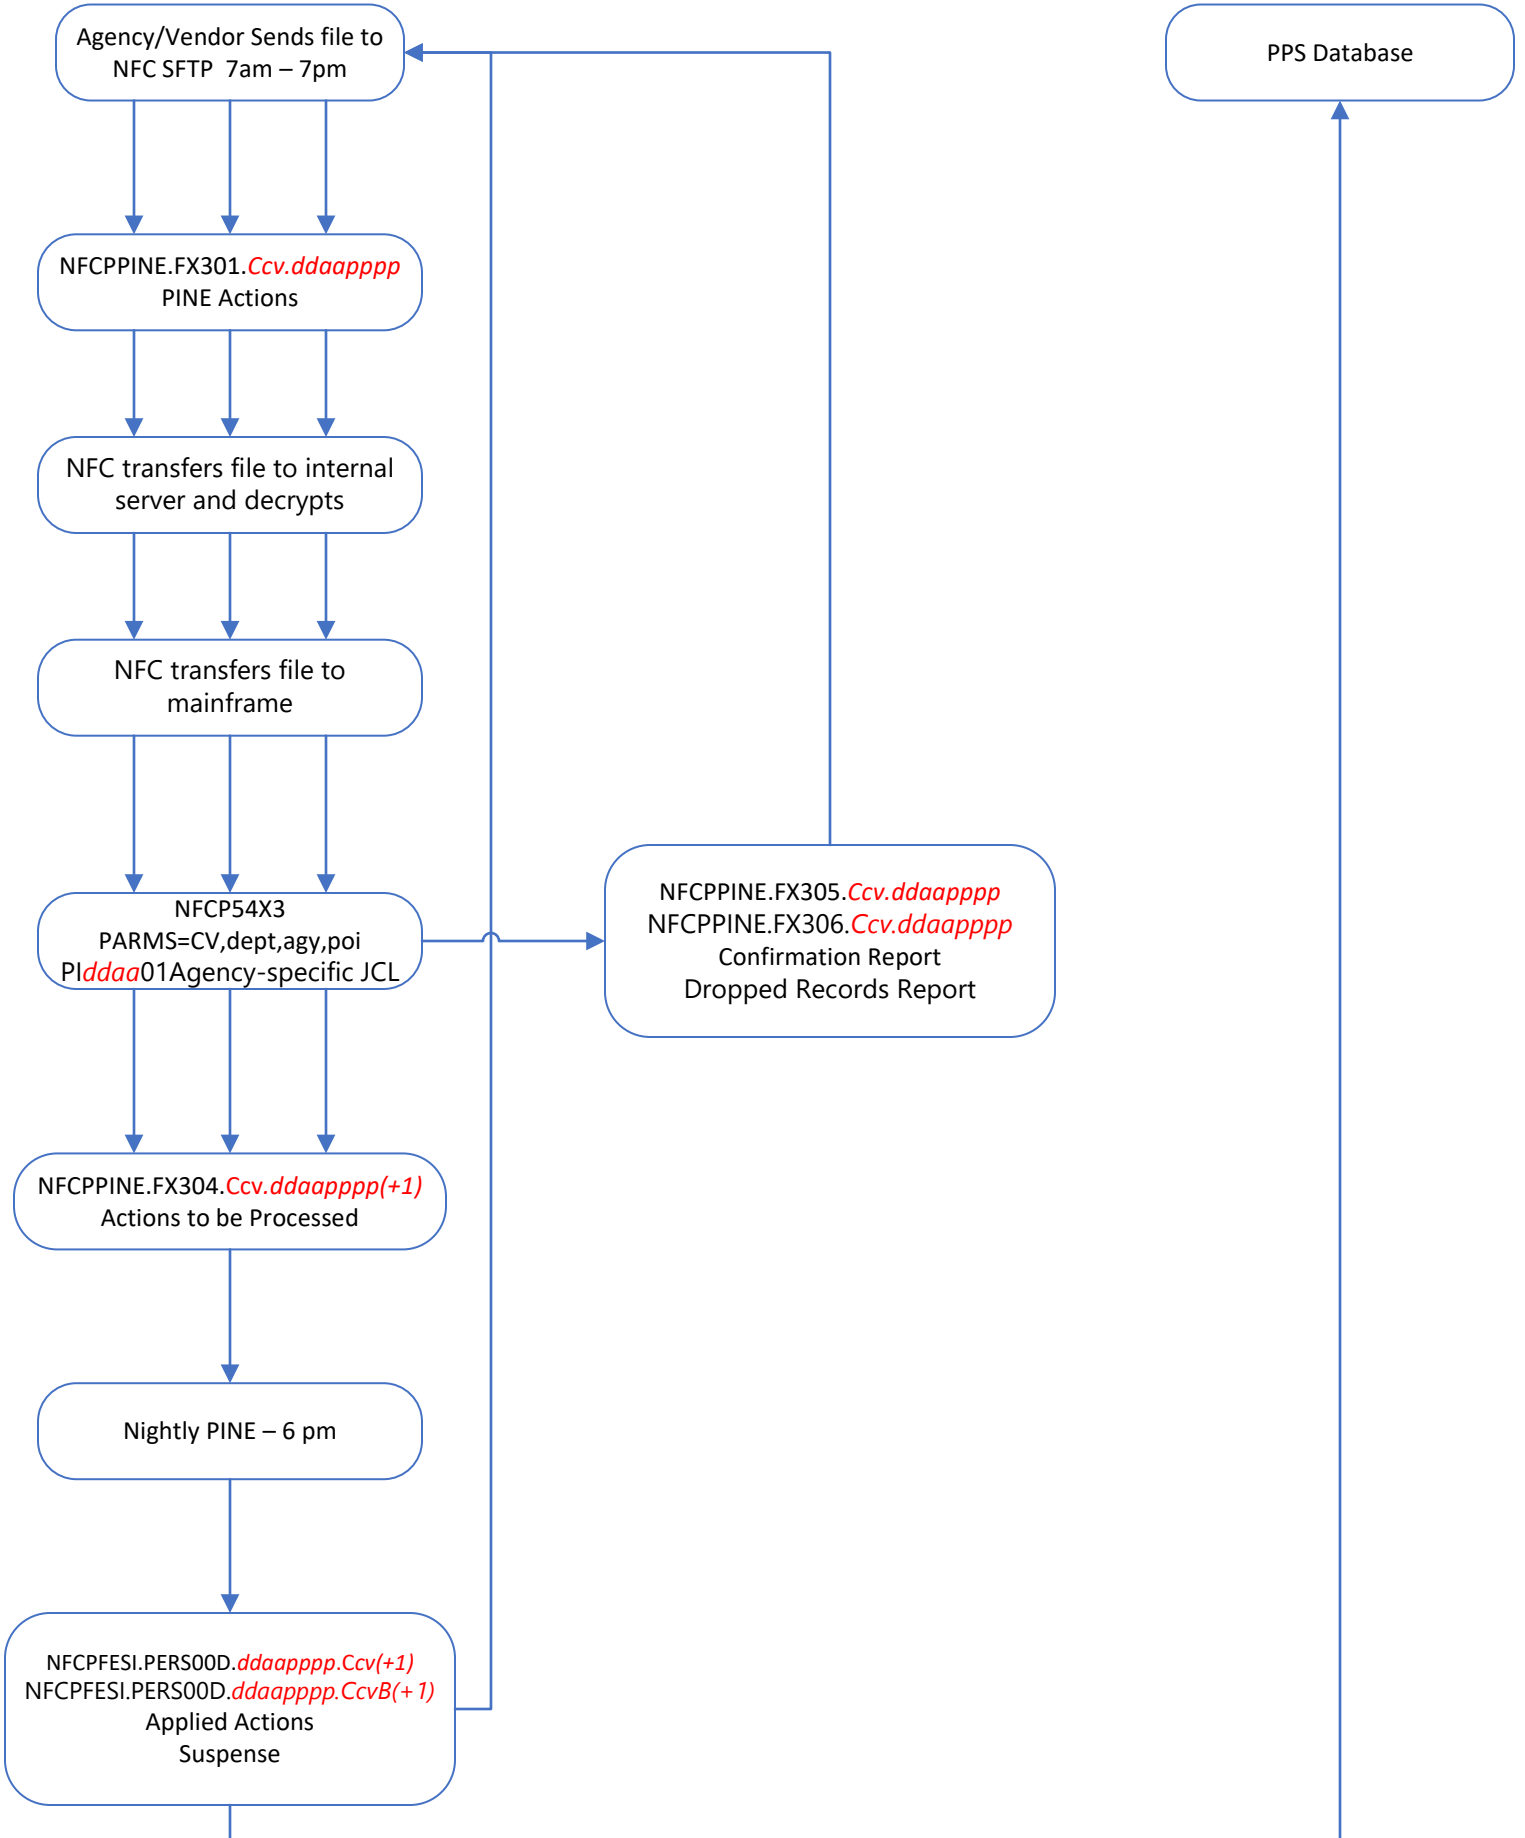 Agency/Vendor Sends file to
NFC SFTP 7am – 7pm
PPS Database
NFCPPINE.FX301.Ccv.ddaapppp
PINE Actions
NFC transfers file to internal
server and decrypts
NFC transfers file to
mainframe
NFCP54X3
PARMS=CV,dept,agy,poi
PIddaa01Agency-specific JCL
NFCPPINE.FX305.Ccv.ddaapppp
NFCPPINE.FX306.Ccv.ddaapppp
Confirmation Report
Dropped Records Report
NFCPPINE.FX304.Ccv.ddaapppp(+1)
Actions to be Processed
Nightly PINE – 6 pm
NFCPFESI.PERS00D.ddaapppp.Ccv(+1)
NFCPFESI.PERS00D.ddaapppp.CcvB(+1)
Applied Actions
Suspense